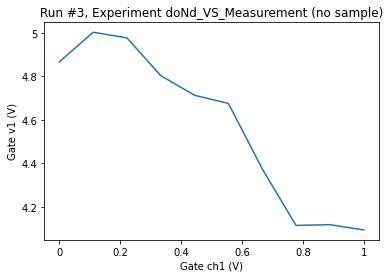 Run #3, Experiment doNd_VS_Measurement (no sample)
5
4.8
4.6
4.4
4.2
Gate v1 (V)
0 0.2 0.4 0.6 0.8 1
Gate ch1 (V)